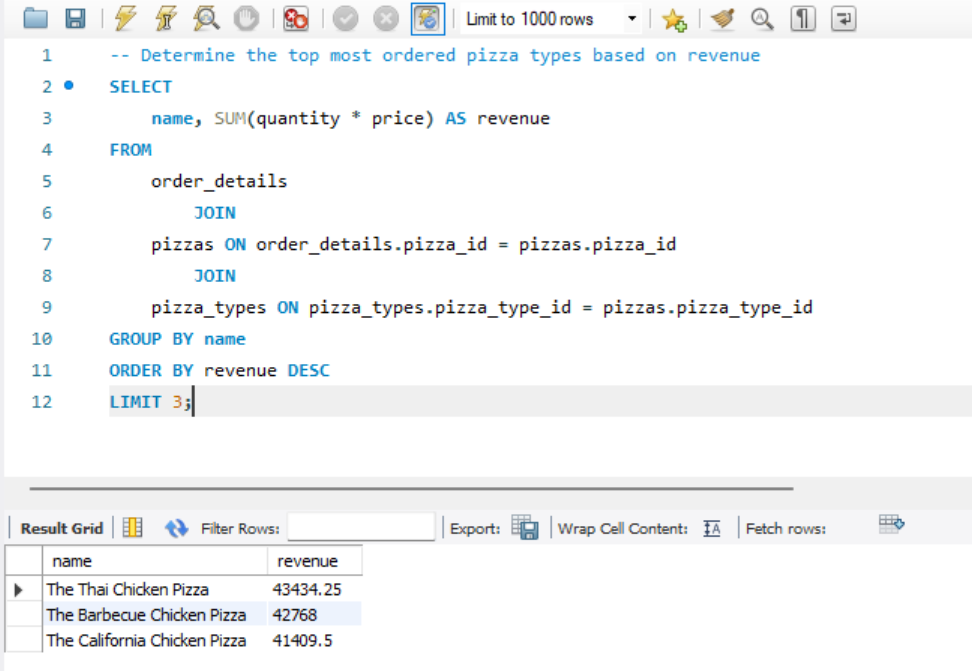 Limit to 1000 rows
1 -- Determine the top most ordered pizza types based on revenue
2 SELECT
3 name, SUM(quantity * price) AS revenue
4 FROM
5 order_details
6 JOIN
7 pizzas ON order_details.pizza_id = pizzas.pizza_id
8 JOIN
9 pizza_types ON pizza_types.pizza_type_id = pizzas.pizza_type_id
10 GROUP BY name
11 ORDER BY revenue DESC
12 LIMIT 3;
Result Grid Filter Rows: Export: Wrap Cell Content: Fetch rows:
name revenue
The Thai Chicken Pizza 43434.25
The Barbecue Chicken Pizza 42768
The California Chicken Pizza 41409.5